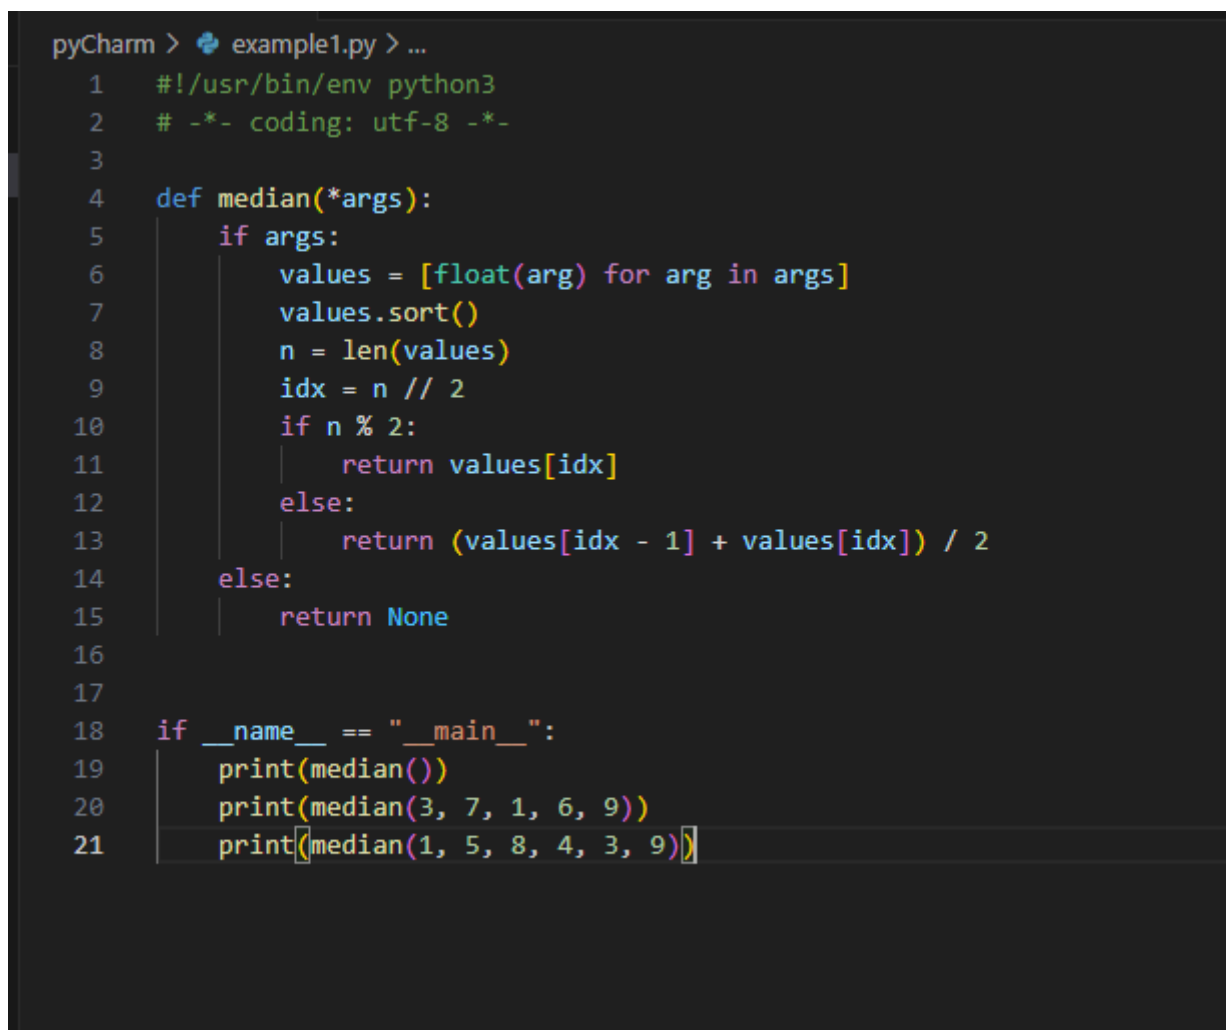 pyCharm > example1.py > ...
1 #!/usr/bin/env python3
2 # -*- coding: utf-8 -*-
3
4 def median(*args):
5     if args:
6         values = [float(arg) for arg in args]
7         values.sort()
8         n = len(values)
9         idx = n // 2
10         if n % 2:
11             return values[idx]
12         else:
13             return (values[idx - 1] + values[idx]) / 2
14     else:
15         return None
16
17
18 if __name__ == "__main__":
19     print(median())
20     print(median(3, 7, 1, 6, 9))
21     print(median(1, 5, 8, 4, 3, 9))